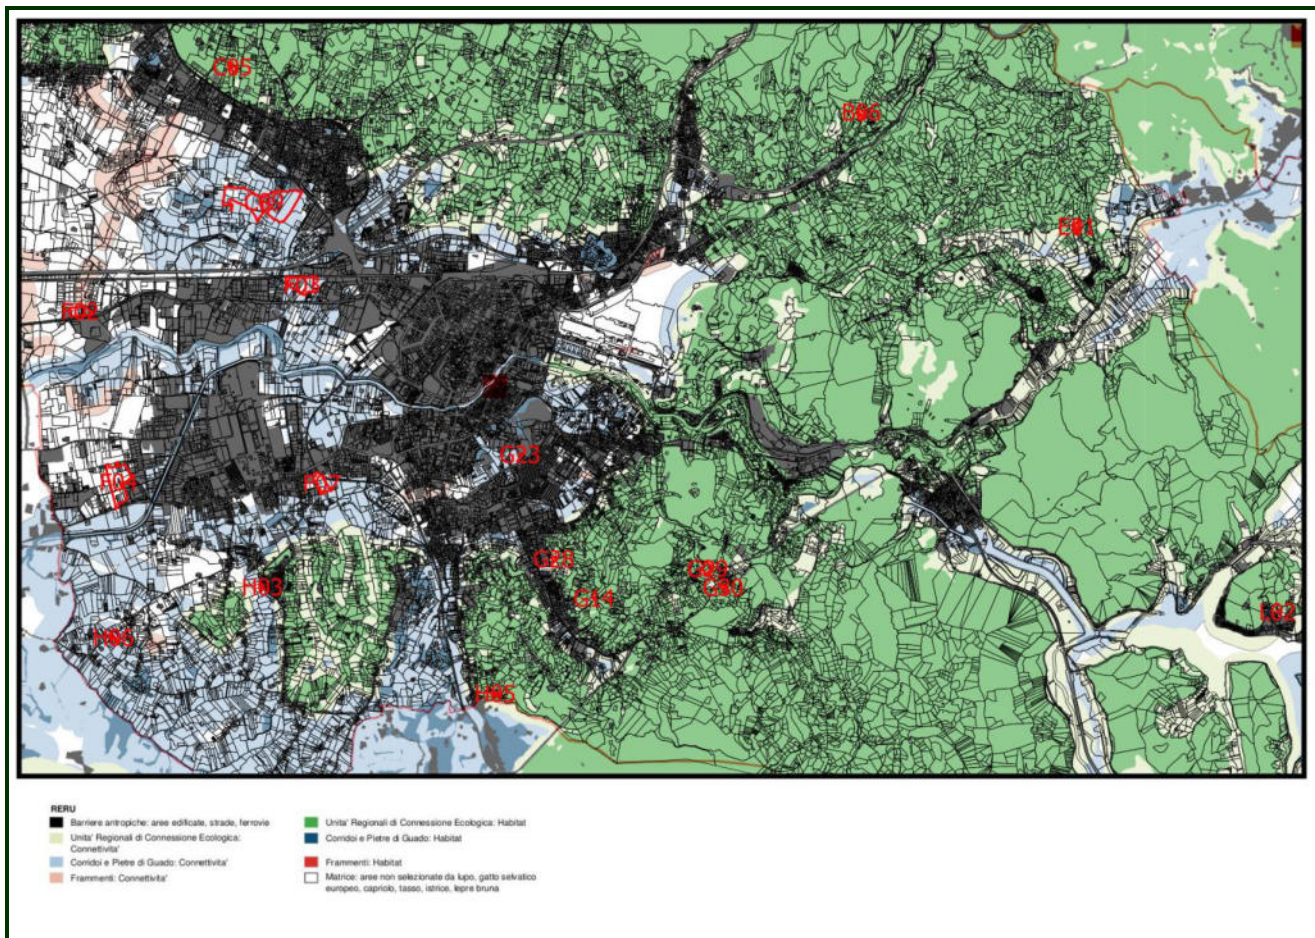 C05
B06
E01
F03
F02
G23
F04
G28
G29
G30
H03
G14
L02
H06
H05
RERU
Barriere antropiche: aree edificate, strade, ferrovie
Unita' Regionali di Connessione Ecologica:
Connettivita'
Corridoi e Pietre di Guado: Connettivita'
Frammenti: Connettivita'
Unita' Regionali di Connessione Ecologica: Habitat
Corridoi e Pietre di Guado: Habitat
Frammenti: Habitat
Matrice: aree non selezionate da lupo, gatto selvatico
europeo, capriolo, tasso, istrice, lepre bruna